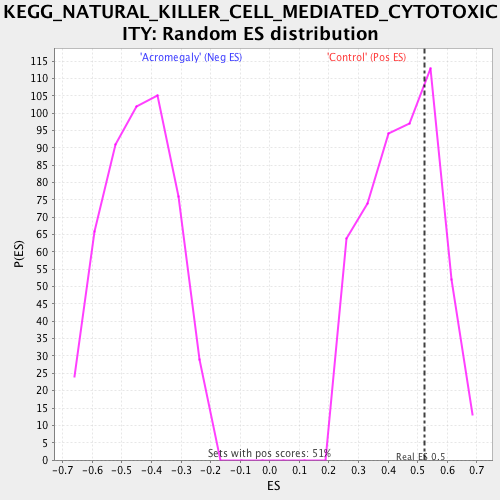 KEGG_NATURAL_KILLER_CELL_MEDIATED_CYTOTOXIC
ITY: Random ES distribution
'Acromegaly' (Neg ES)
'Control' (Pos ES)
115
110
105
100
95
90
85
80
75
70
65
60
55
50
45
40
35
30
25
20
15
10
5
0
P(ES)
Sets with pos scores: 51%
Real ES 0.5
-0.7 -0.6 -0.5 -0.4 -0.3 -0.2 -0.1 0.0 0.1 0.2 0.3 0.4 0.5 0.6 0.7
ES